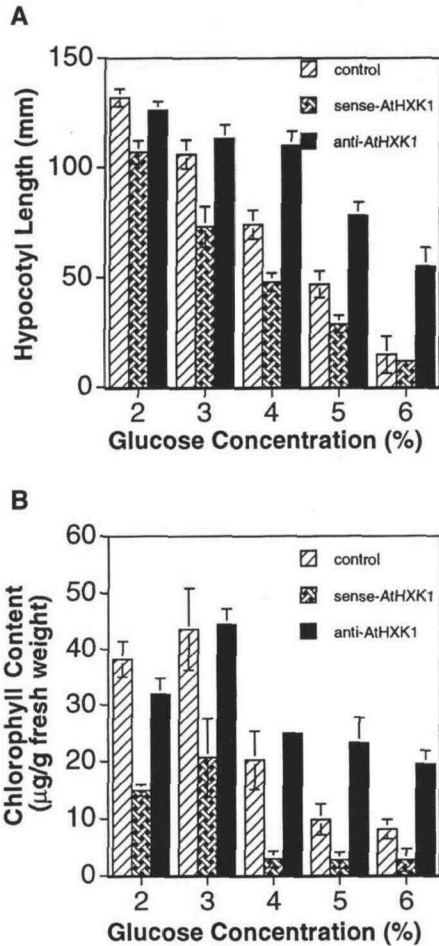 A
150
100
50
0
Hypocotyl Length (mm)
control
sense-AtHXK1
anti-AtHXK1
2 3 4 5 6
Glucose Concentration (%)
B
60
50
40
30
20
10
0
Chlorophyll Content
(µg/g fresh weight)
control
sense-AtHXK1
anti-AtHXK1
2 3 4 5 6
Glucose Concentration (%)